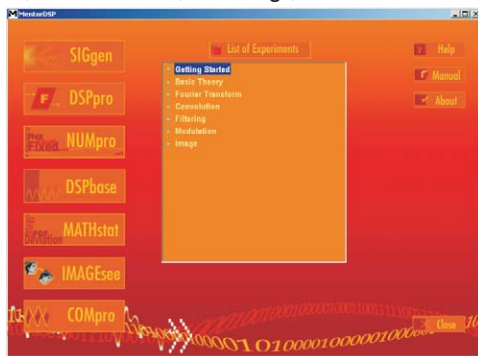 MentorDSP
SIGgen
DSPpro
NUMpro
DSPbase
MATHstat
IMAGEsee
COMpro
List of Experiments
Getting Started
Basic Theory
Fourier Transform
Convolution
Filtering
Modulation
Image
Help
Manual
About
Close